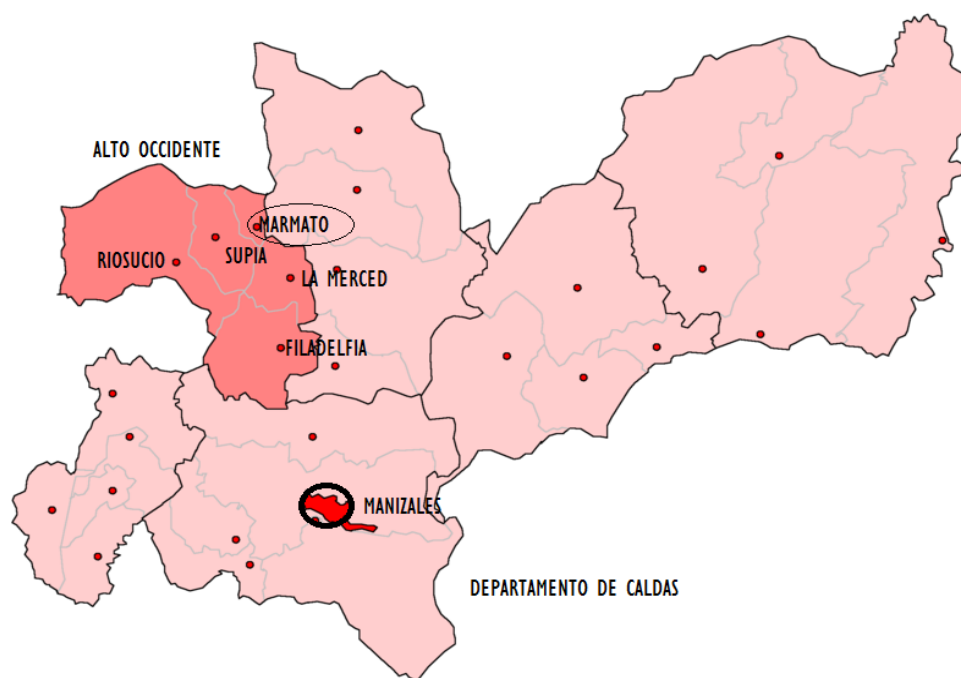 ALTO OCCIDENTE
MARMATO
SUPIA
RIOSUCIO
LA MERCED
FILADELFIA
MANIZALES
DEPARTAMENTO DE CALDAS